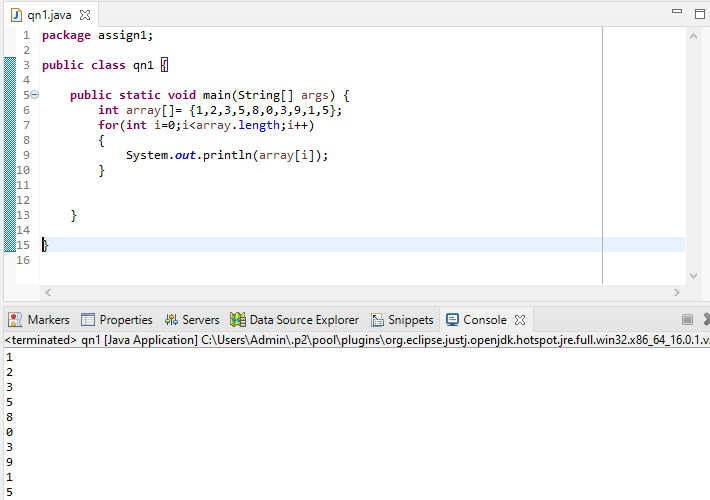 qn1.java
1 package assign1;
2
3 public class qn1 {
4
5 public static void main(String[] args) {
6 int array[]= {1,2,3,5,8,0,3,9,1,5};
7 for(int i=0;i<array.length;i++)
8 {
9 System.out.println(array[i]);
10 }
11
12
13 }
14
15 }
16
Markers Properties Servers Data Source Explorer Snippets Console
<terminated> qn1 [Java Application] C:\Users\Admin\.p2\pool\plugins\org.eclipse.justj.openjdk.hotspot.jre.full.win32.x86_64_16.0.1.v
1
2
3
5
8
0
3
9
1
5